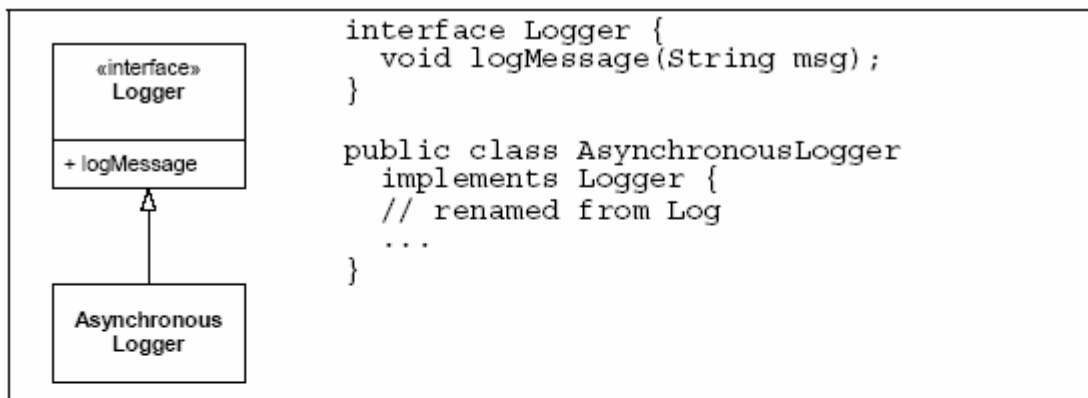 «interface»
Logger
+ logMessage
Asynchronous
Logger
interface Logger {
void logMessage(String msg);
}
public class AsynchronousLogger
implements Logger {
// renamed from Log
...
}